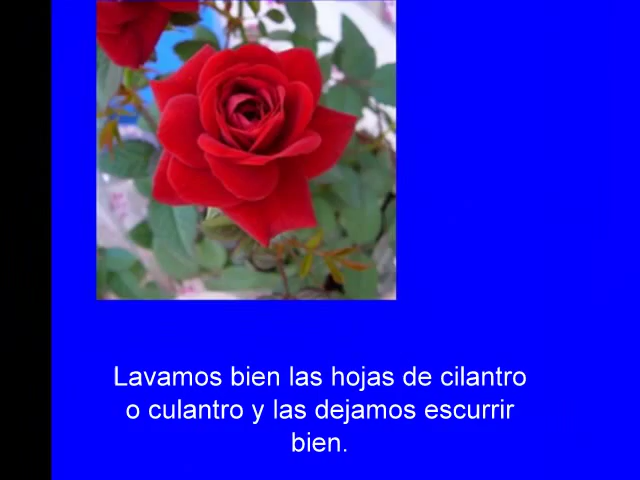 Lavamos bien las hojas de cilantro
o culantro y las dejamos escurrir
bien.